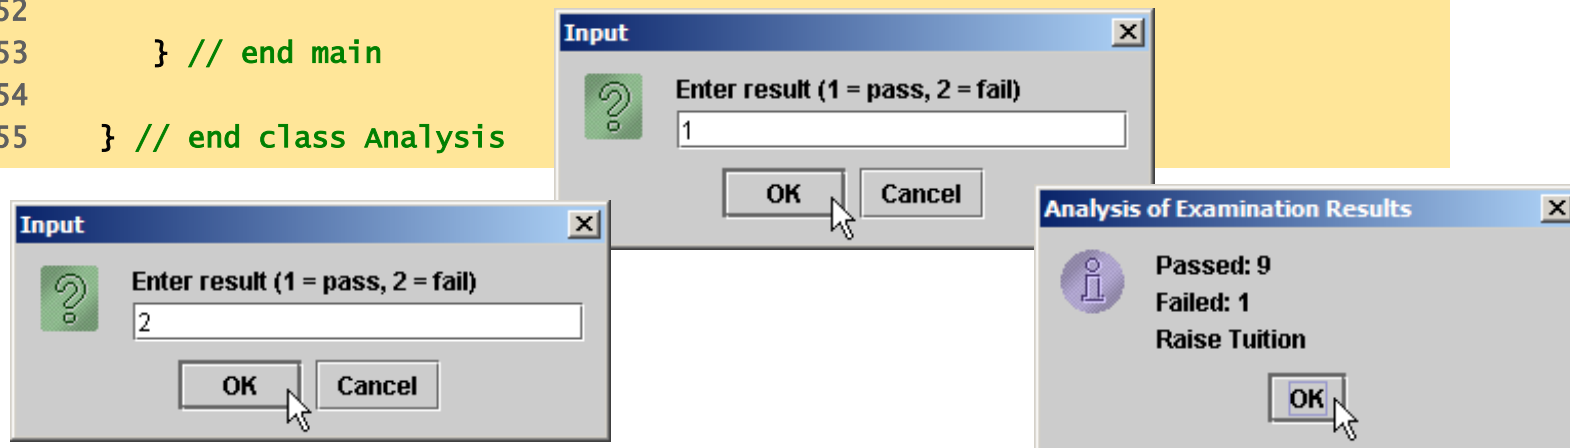 52
53 } // end main
54
55 } // end class Analysis
Input
Enter result (1 = pass, 2 = fail)
1
OK Cancel
Input
Enter result (1 = pass, 2 = fail)
2
OK Cancel
Analysis of Examination Results
Passed: 9
Failed: 1
Raise Tuition
OK